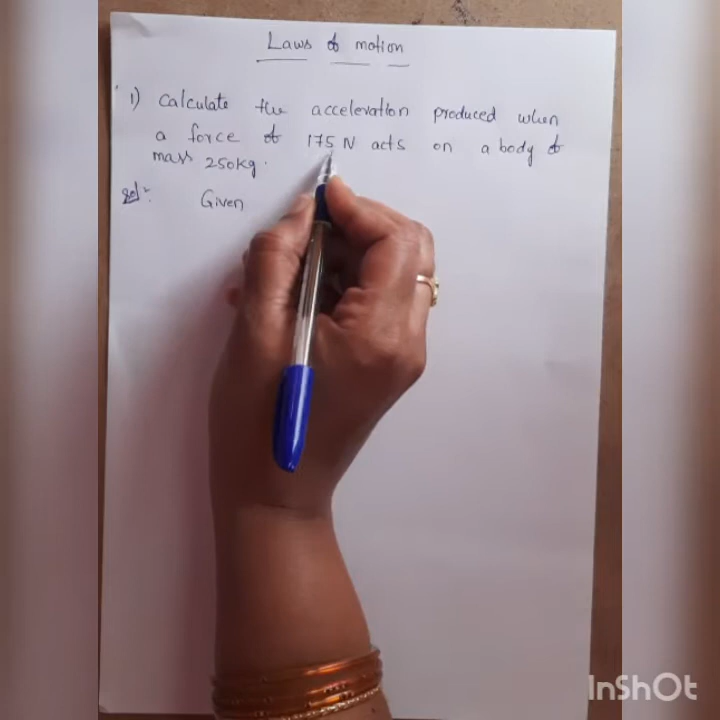 Laws of motion
1) Calculate the acceleration produced when
a force of 175 N acts on a body of
mass 250kg.
Sol:- Given
InShOt